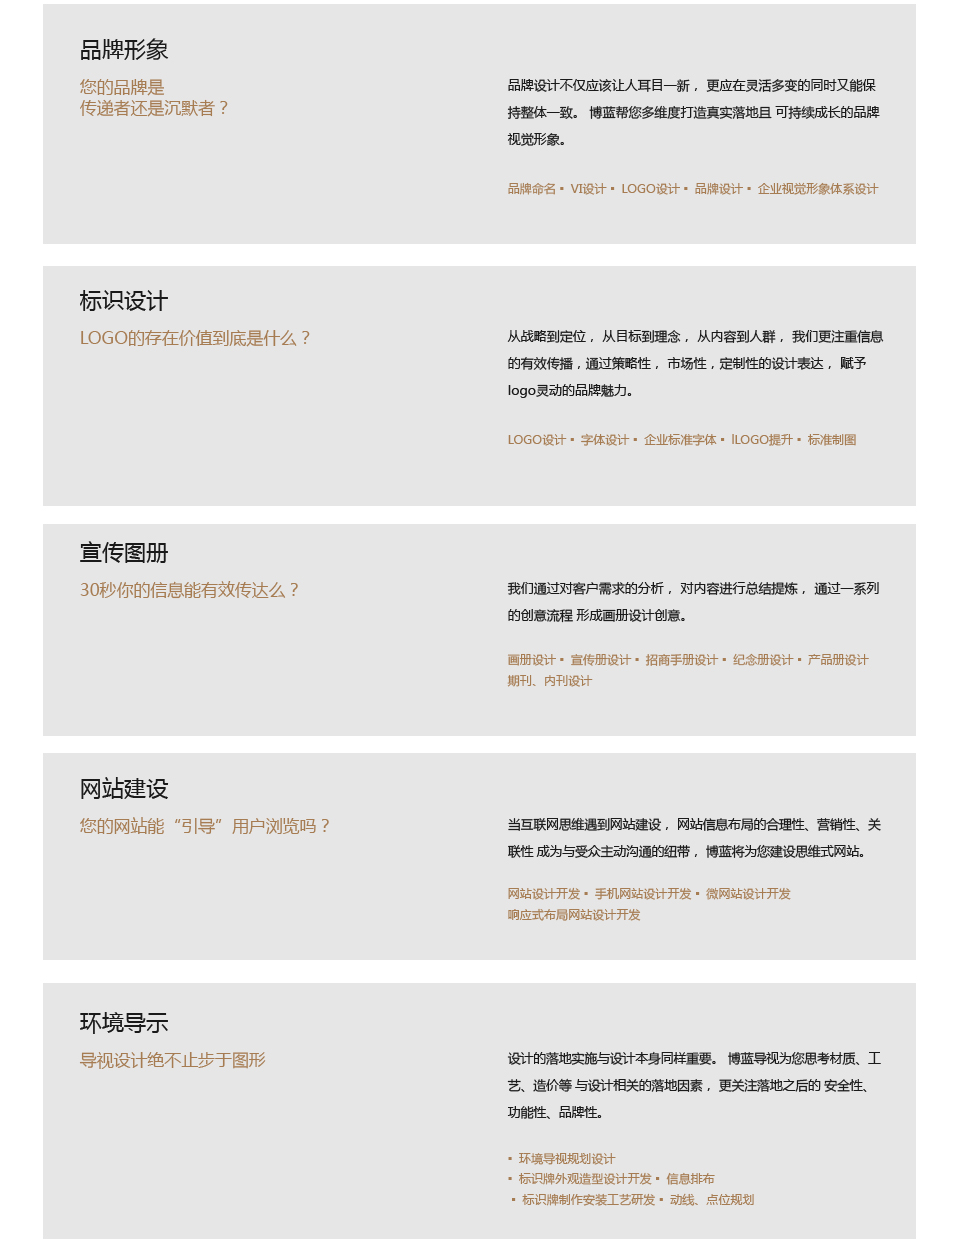 品牌形象
您的品牌是
传递者还是沉默者？
品牌设计不仅应该让人耳目一新， 更应在灵活多变的同时又能保
持整体一致。 博蓝帮您多维度打造真实落地且 可持续成长的品牌
视觉形象。
品牌命名▪ VI设计▪ LOGO设计▪ 品牌设计▪ 企业视觉形象体系设计
标识设计
LOGO的存在价值到底是什么？
从战略到定位， 从目标到理念， 从内容到人群， 我们更注重信息
的有效传播，通过策略性， 市场性，定制性的设计表达， 赋予
logo灵动的品牌魅力。
LOGO设计▪ 字体设计▪ 企业标准字体▪ lLOGO提升▪ 标准制图
宣传图册
30秒你的信息能有效传达么？
我们通过对客户需求的分析， 对内容进行总结提炼， 通过一系列
的创意流程 形成画册设计创意。
画册设计▪ 宣传册设计▪ 招商手册设计▪ 纪念册设计▪ 产品册设计
期刊、内刊设计
网站建设
您的网站能“引导”用户浏览吗？
当互联网思维遇到网站建设， 网站信息布局的合理性、营销性、关
联性 成为与受众主动沟通的纽带， 博蓝将为您建设思维式网站。
网站设计开发▪ 手机网站设计开发▪ 微网站设计开发
响应式布局网站设计开发
环境导示
导视设计绝不止步于图形
设计的落地实施与设计本身同样重要。 博蓝导视为您思考材质、工
艺、造价等 与设计相关的落地因素， 更关注落地之后的 安全性、
功能性、品牌性。
▪ 环境导视规划设计
▪ 标识牌外观造型设计开发▪ 信息排布
▪ 标识牌制作安装工艺研发▪ 动线、点位规划